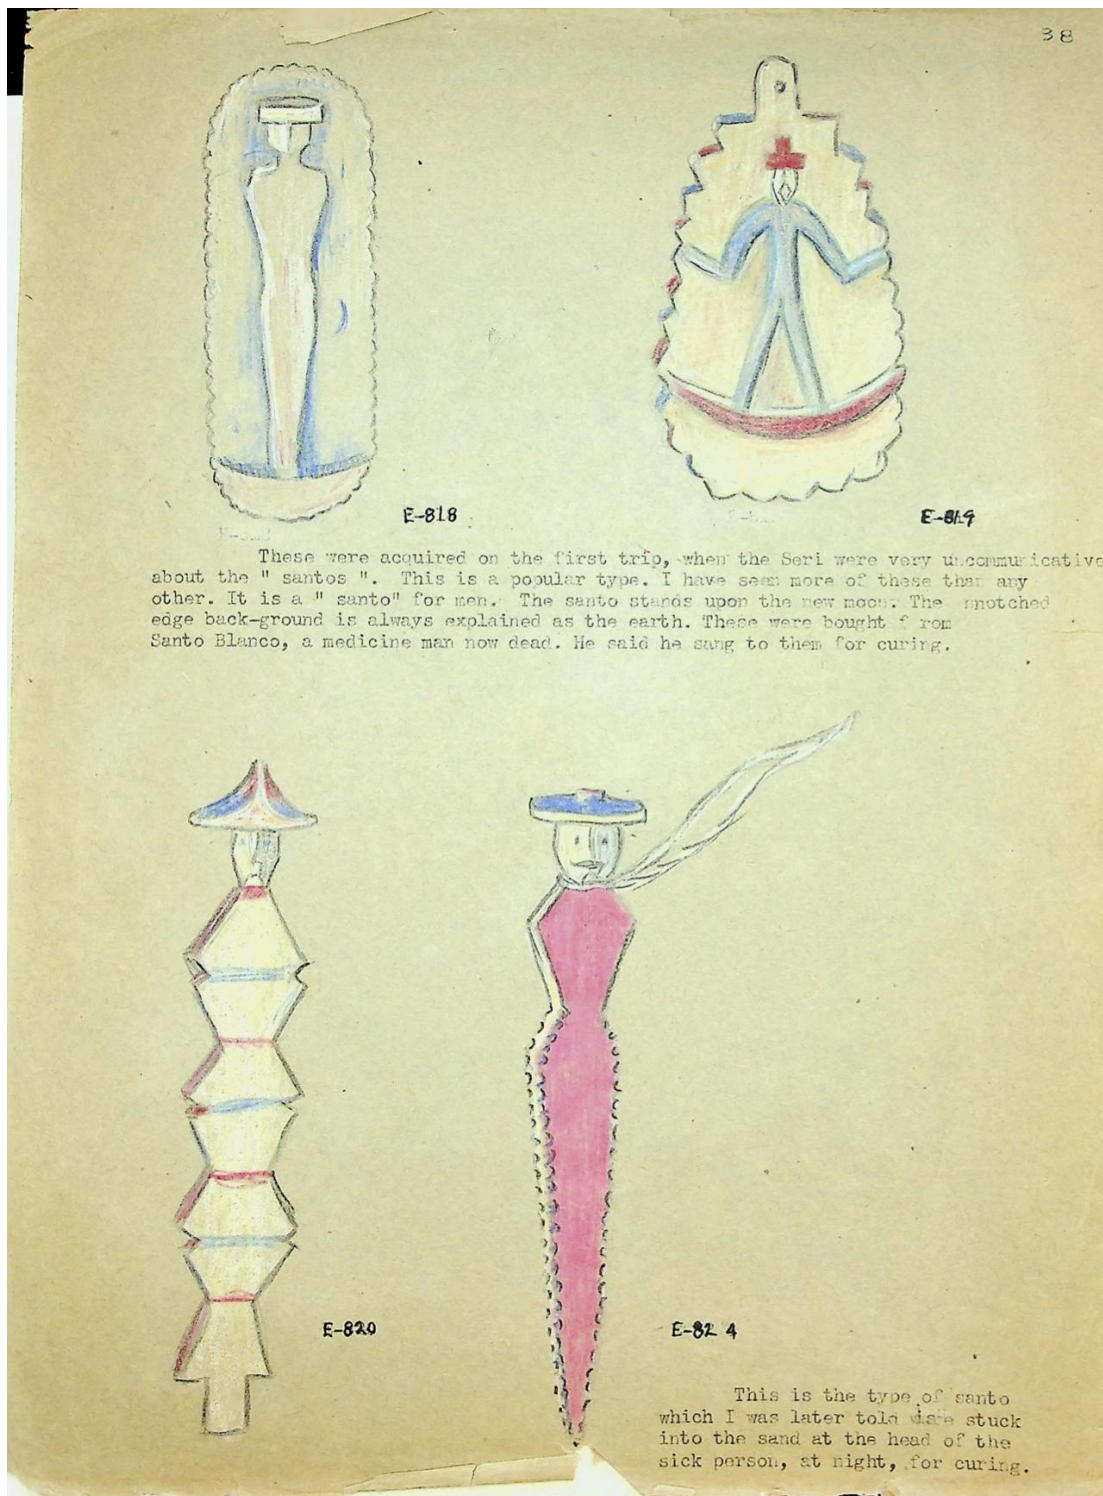 38
E-818
E-819
These were acquired on the first trip, when the Seri were very uncommunicative
about the " santos ". This is a popular type. I have seen more of these than any
other. It is a " santo" for men. The santo stands upon the new moon. The notched
edge back-ground is always explained as the earth. These were bought f rom
Santo Blanco, a medicine man now dead. He said he sang to them for curing.
E-820
E-82 4
This is the type of santo
which I was later told stuck
into the sand at the head of the
sick person, at night, for curing.